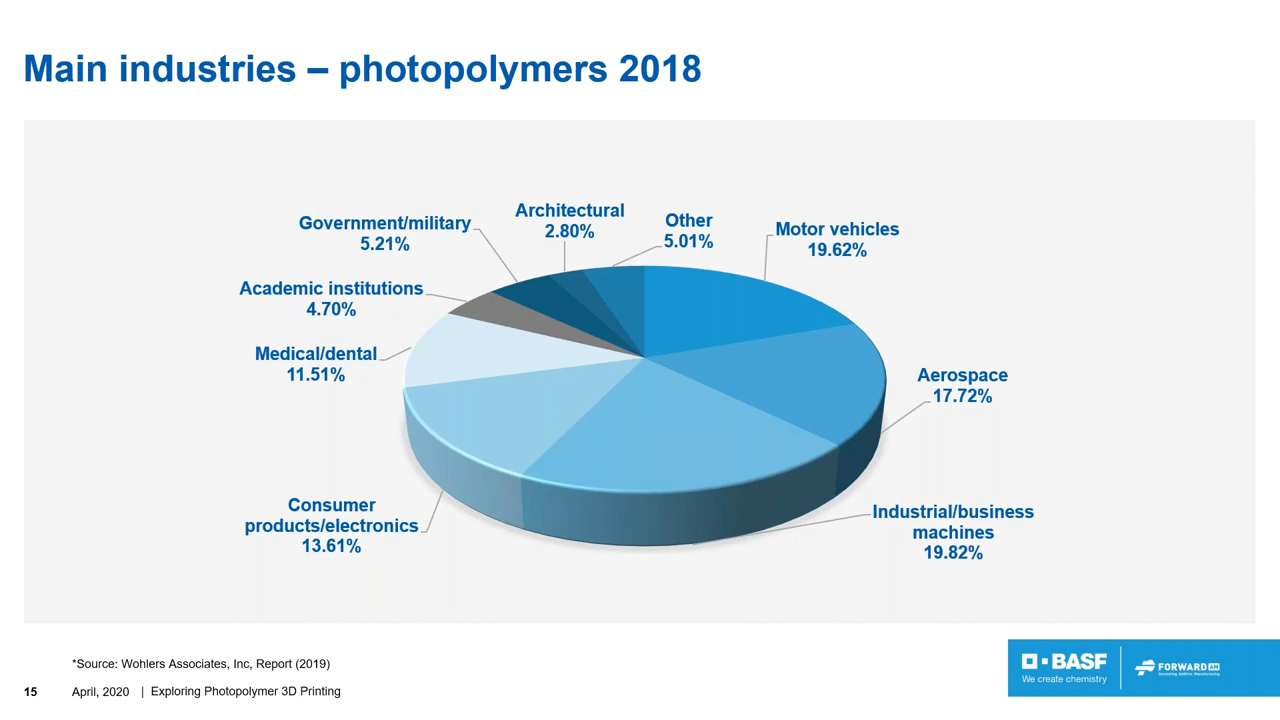 Main industries – photopolymers 2018
Architectural
2.80%
Other
5.01%
Government/military
5.21%
Motor vehicles
19.62%
Academic institutions
4.70%
Medical/dental
11.51%
Aerospace
17.72%
Consumer
products/electronics
13.61%
Industrial/business
machines
19.82%
*Source: Wohlers Associates, Inc, Report (2019)
15 April, 2020 | Exploring Photopolymer 3D Printing
BASF
We create chemistry
FORWARD AM
Innovating Additive Manufacturing